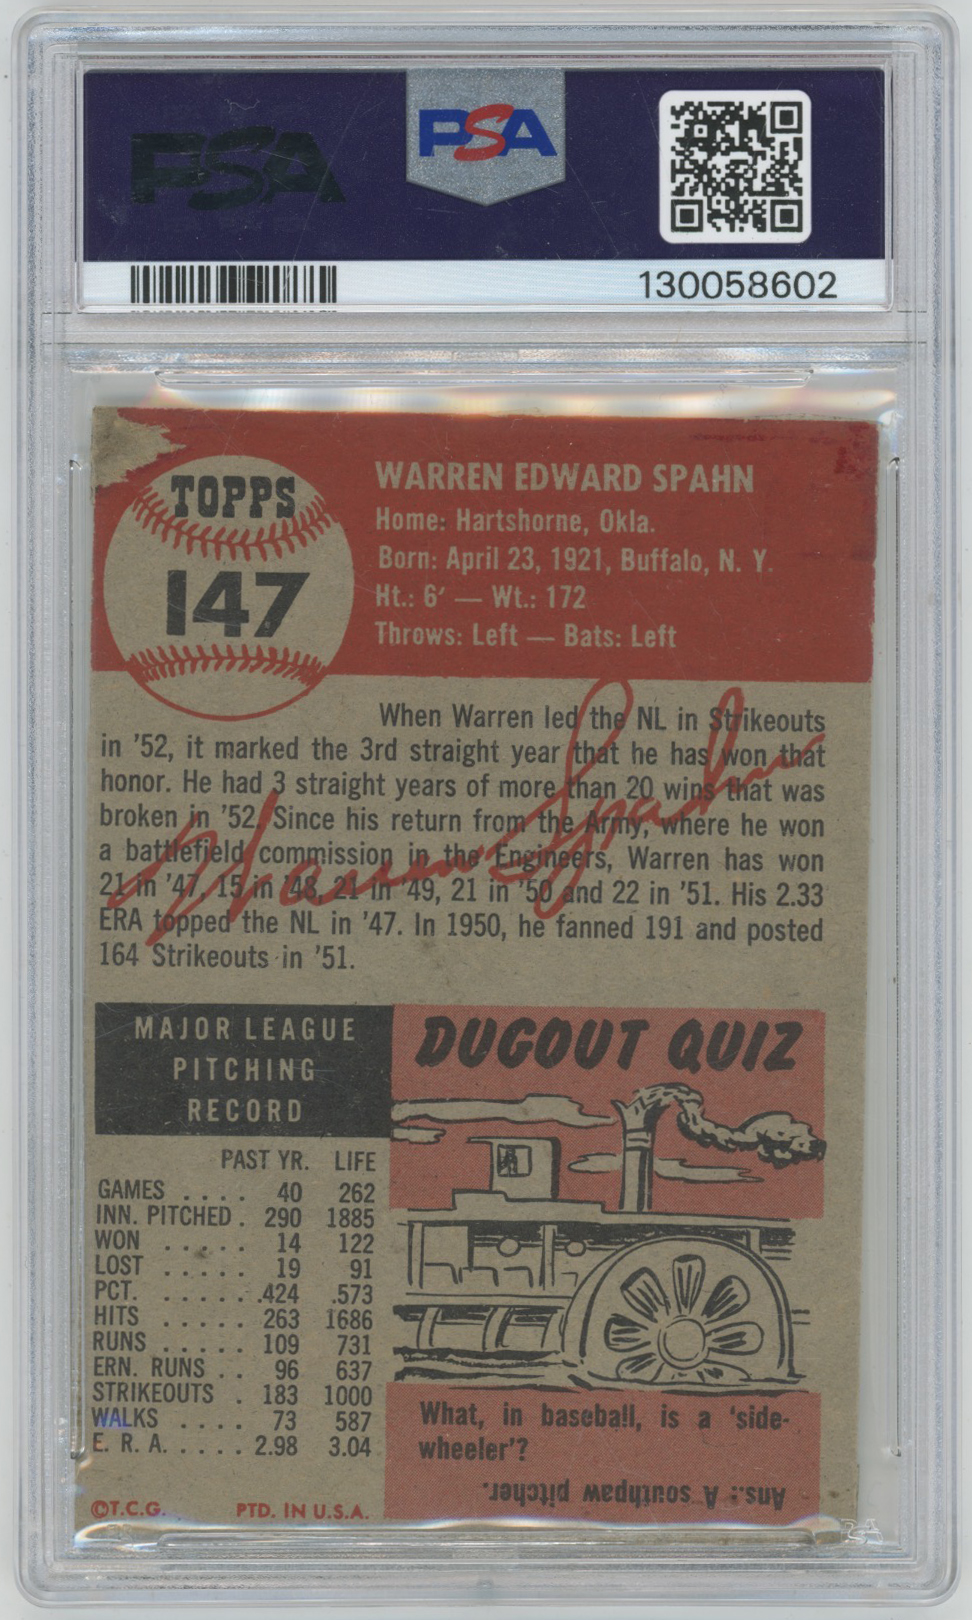 PSA
PSA
130058602
TOPPS
147
WARREN EDWARD SPAHN
Home: Hartshorne, Okla.
Born: April 23, 1921, Buffalo, N. Y.
Ht.: 6′ — Wt.: 172
Throws: Left — Bats: Left
When Warren led the NL in Strikeouts
in '52, it marked the 3rd straight year that he has won that
honor. He had 3 straight years of more than 20 wins that was
broken in '52. Since his return from the Army, where he won
a battlefield commission in the Engineers, Warren has won
21 in '47, 15 in '48, 21 in '49, 21 in '50 and 22 in '51. His 2.33
ERA topped the NL in '47. In 1950, he fanned 191 and posted
164 Strikeouts in '51.
Warren Spahn
MAJOR LEAGUE
PITCHING
RECORD
PAST YR. LIFE
GAMES .... 40 262
INN. PITCHED . 290 1885
WON ..... 14 122
LOST ..... 19 91
PCT. ...... .424 .573
HITS ..... 263 1686
RUNS ..... 109 731
ERN. RUNS .. 96 637
STRIKEOUTS . 183 1000
WALKS .... 73 587
E. R. A. ..... 2.98 3.04
©T.C.G. PTD. IN U.S.A.
DUGOUT QUIZ
What, in baseball, is a 'side-
wheeler'?
Ans.: A southpaw pitcher.
PSA